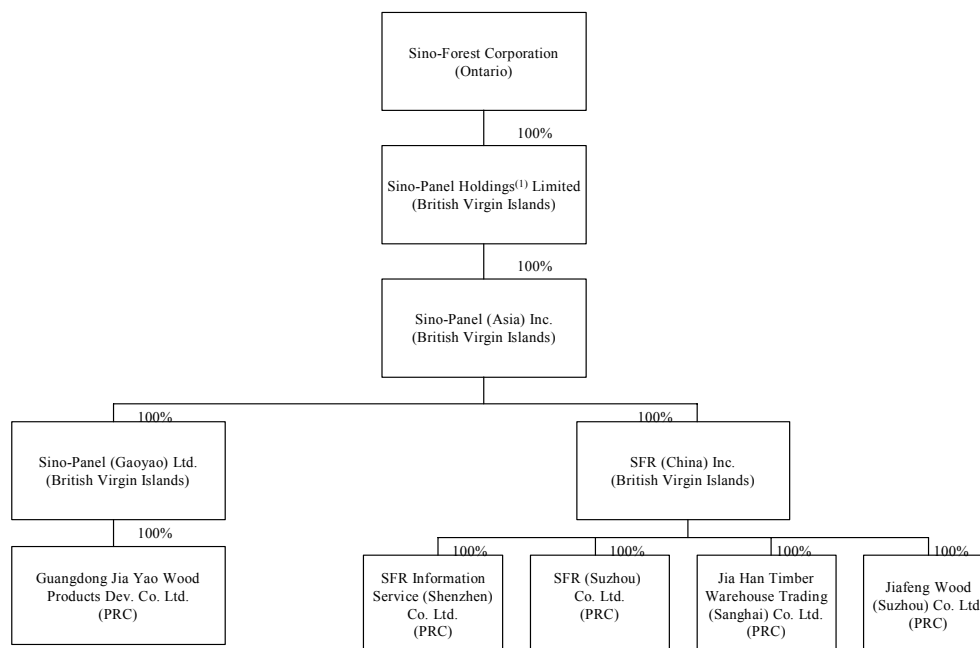 Sino-Forest Corporation
(Ontario)
100%
Sino-Panel Holdings(1) Limited
(British Virgin Islands)
100%
Sino-Panel (Asia) Inc.
(British Virgin Islands)
100%
100%
Sino-Panel (Gaoyao) Ltd.
(British Virgin Islands)
SFR (China) Inc.
(British Virgin Islands)
100%
100%
100%
100%
100%
Guangdong Jia Yao Wood
Products Dev. Co. Ltd.
(PRC)
SFR Information
Service (Shenzhen)
Co. Ltd.
(PRC)
SFR (Suzhou)
Co. Ltd.
(PRC)
Jia Han Timber
Warehouse Trading
(Sanghai) Co. Ltd.
(PRC)
Jiafeng Wood
(Suzhou) Co. Ltd
(PRC)